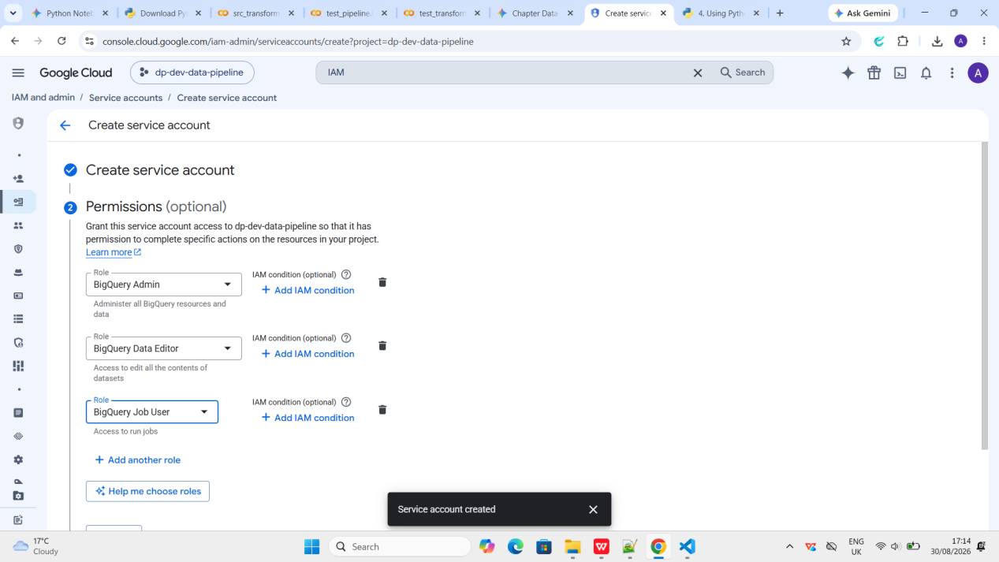 Python Noteb
Download Py
src_transform
test_pipeline.
test_transform
Chapter Data
Create service
4. Using Pyth
Ask Gemini
console.cloud.google.com/iam-admin/serviceaccounts/create?project=dp-dev-data-pipeline
A
Google Cloud
dp-dev-data-pipeline
IAM
Search
A
IAM and admin / Service accounts / Create service account
Create service account
Create service account
2 Permissions (optional)
Grant this service account access to dp-dev-data-pipeline so that it has
permission to complete specific actions on the resources in your project.
Learn more
Role
BigQuery Admin
IAM condition (optional)
+ Add IAM condition
Administer all BigQuery resources and
data
Role
BigQuery Data Editor
IAM condition (optional)
+ Add IAM condition
Access to edit all the contents of
datasets
Role
BigQuery Job User
IAM condition (optional)
+ Add IAM condition
Access to run jobs
+ Add another role
Help me choose roles
Service account created
17°C
Cloudy
Search
ENG
UK
17:14
30/08/2026